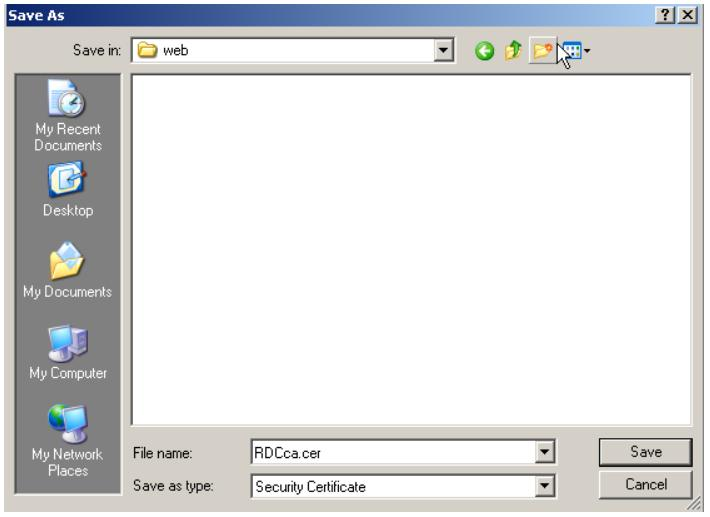 Save As
Save in:
web
My Recent
Documents
Desktop
My Documents
My Computer
My Network
Places
File name:
RDCca.cer
Save
Save as type:
Security Certificate
Cancel